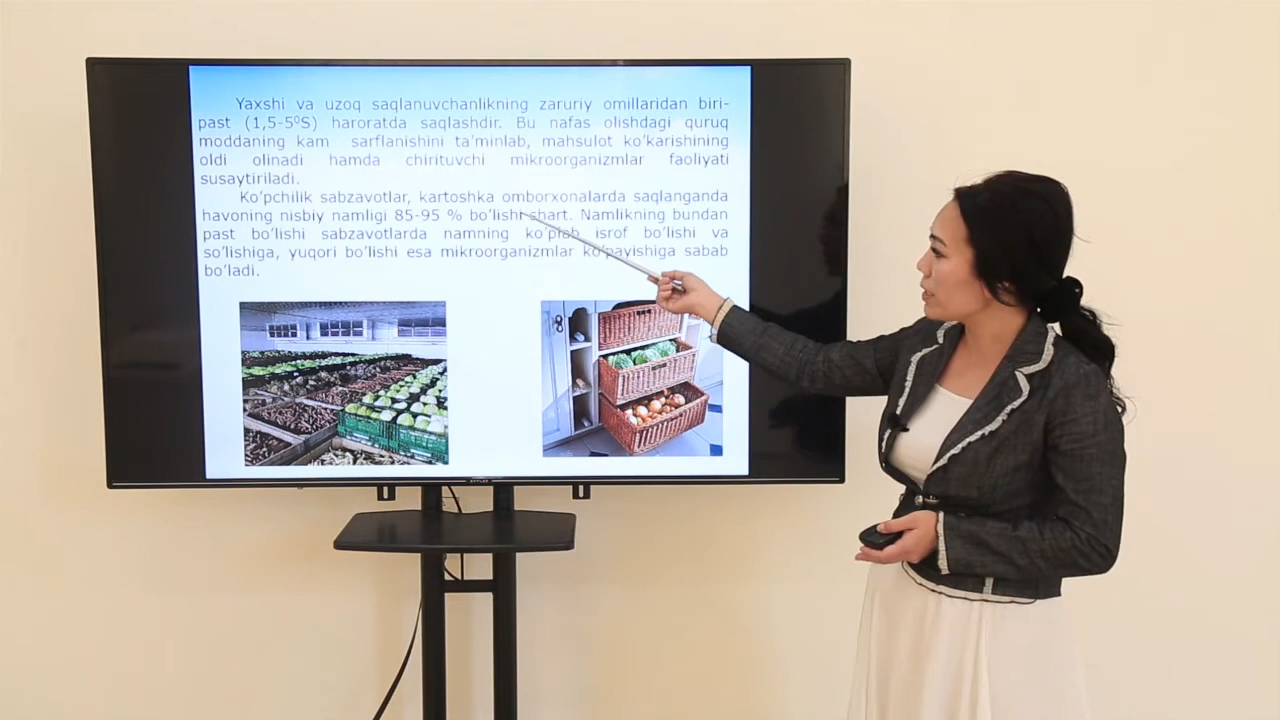 Yaxshi va uzoq saqlanuvchanlikning zaruriy omillaridan biri-
past (1,5-5⁰S) haroratda saqlashdir. Bu nafas olishdagi quruq
moddaning kam sarflanishini ta’minlab, mahsulot ko’karishining
oldi olinadi hamda chirituvchi mikroorganizmlar faoliyati
susaytiriladi.
Ko’pchilik sabzavotlar, kartoshka omborxonalarda saqlanganda
havoning nisbiy namligi 85-95 % bo’lishi shart. Namlikning bundan
past bo’lishi sabzavotlarda namning ko’plab isrof bo’lishi va
so’lishiga, yuqori bo’lishi esa mikroorganizmlar ko’payishiga sabab
bo’ladi.